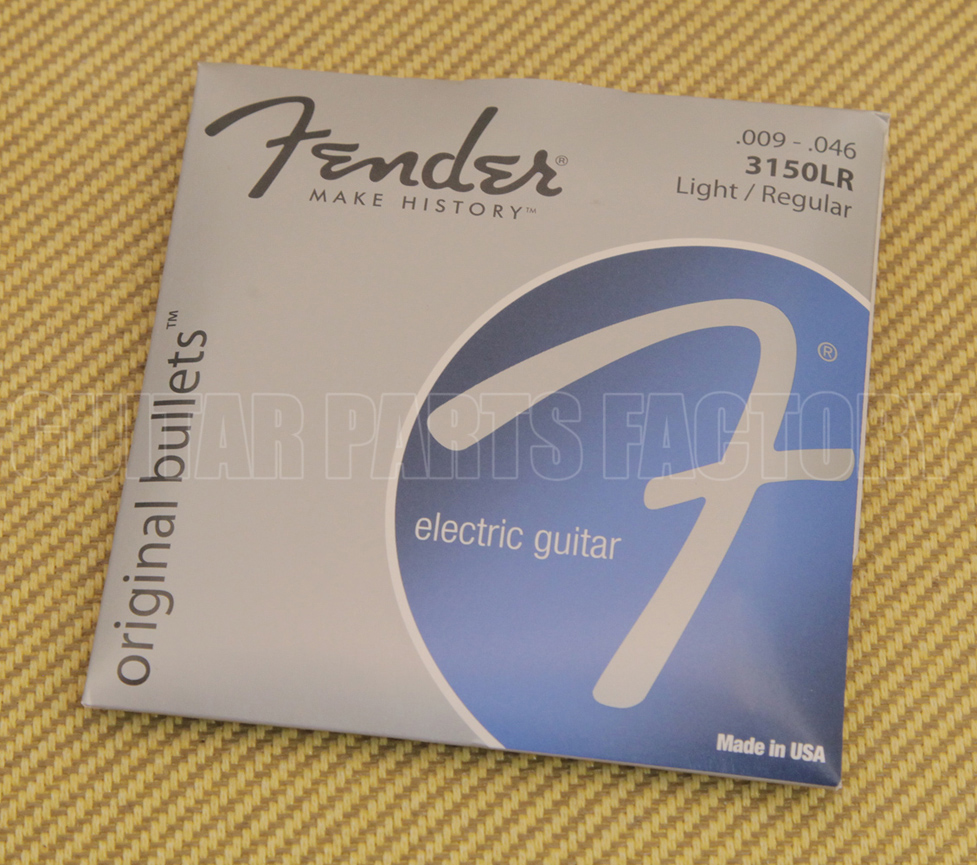 Fender®
MAKE HISTORY™
.009 - .046
3150LR
Light / Regular
original bullets™
GUITAR PARTS FACTORY
F®
electric guitar
Made in USA